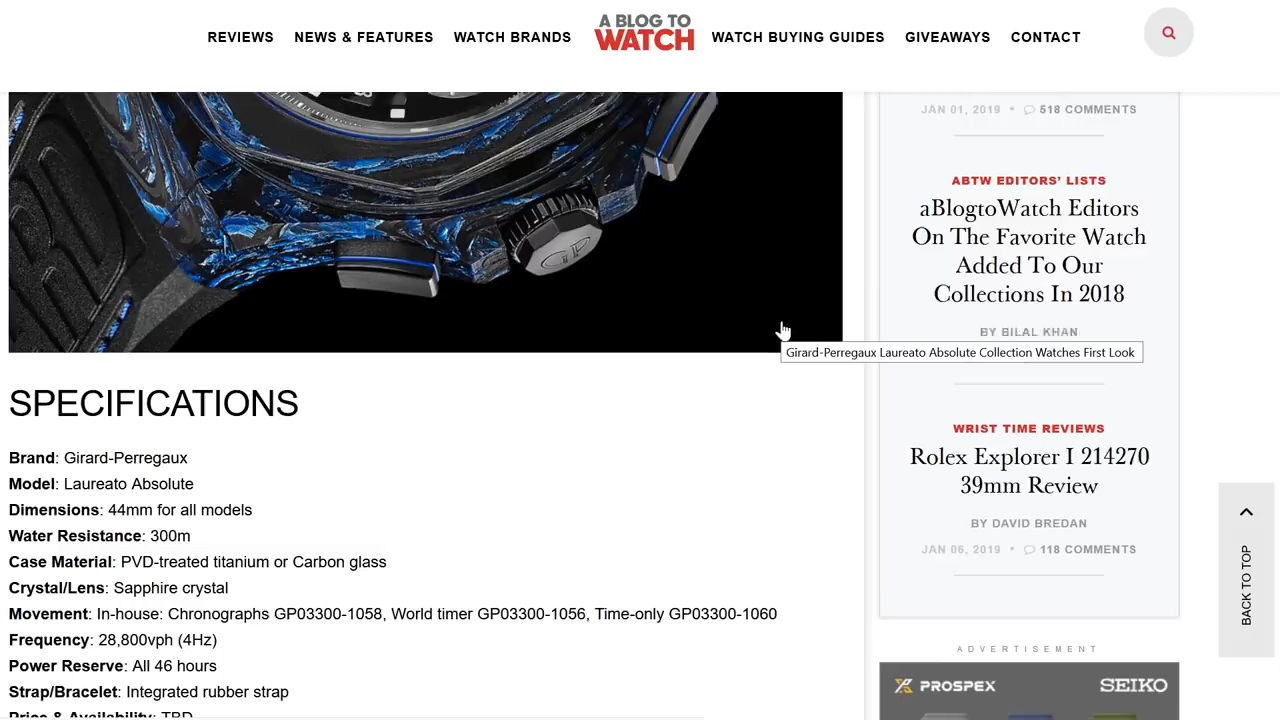 REVIEWS
NEWS & FEATURES
WATCH BRANDS
A BLOG TO
WATCH
WATCH BUYING GUIDES
GIVEAWAYS
CONTACT
GP
Girard-Perregaux Laureato Absolute Collection Watches First Look
SPECIFICATIONS
Brand: Girard-Perregaux
Model: Laureato Absolute
Dimensions: 44mm for all models
Water Resistance: 300m
Case Material: PVD-treated titanium or Carbon glass
Crystal/Lens: Sapphire crystal
Movement: In-house: Chronographs GP03300-1058, World timer GP03300-1056, Time-only GP03300-1060
Frequency: 28,800vph (4Hz)
Power Reserve: All 46 hours
Strap/Bracelet: Integrated rubber strap
Price & Availability: TBD
JAN 01, 2019 • 518 COMMENTS
ABTW EDITORS' LISTS
aBlogtoWatch Editors
On The Favorite Watch
Added To Our
Collections In 2018
BY BILAL KHAN
WRIST TIME REVIEWS
Rolex Explorer I 214270
39mm Review
BY DAVID BREDAN
JAN 06, 2019 • 118 COMMENTS
ADVERTISEMENT
PROSPEX
SEIKO
BACK TO TOP